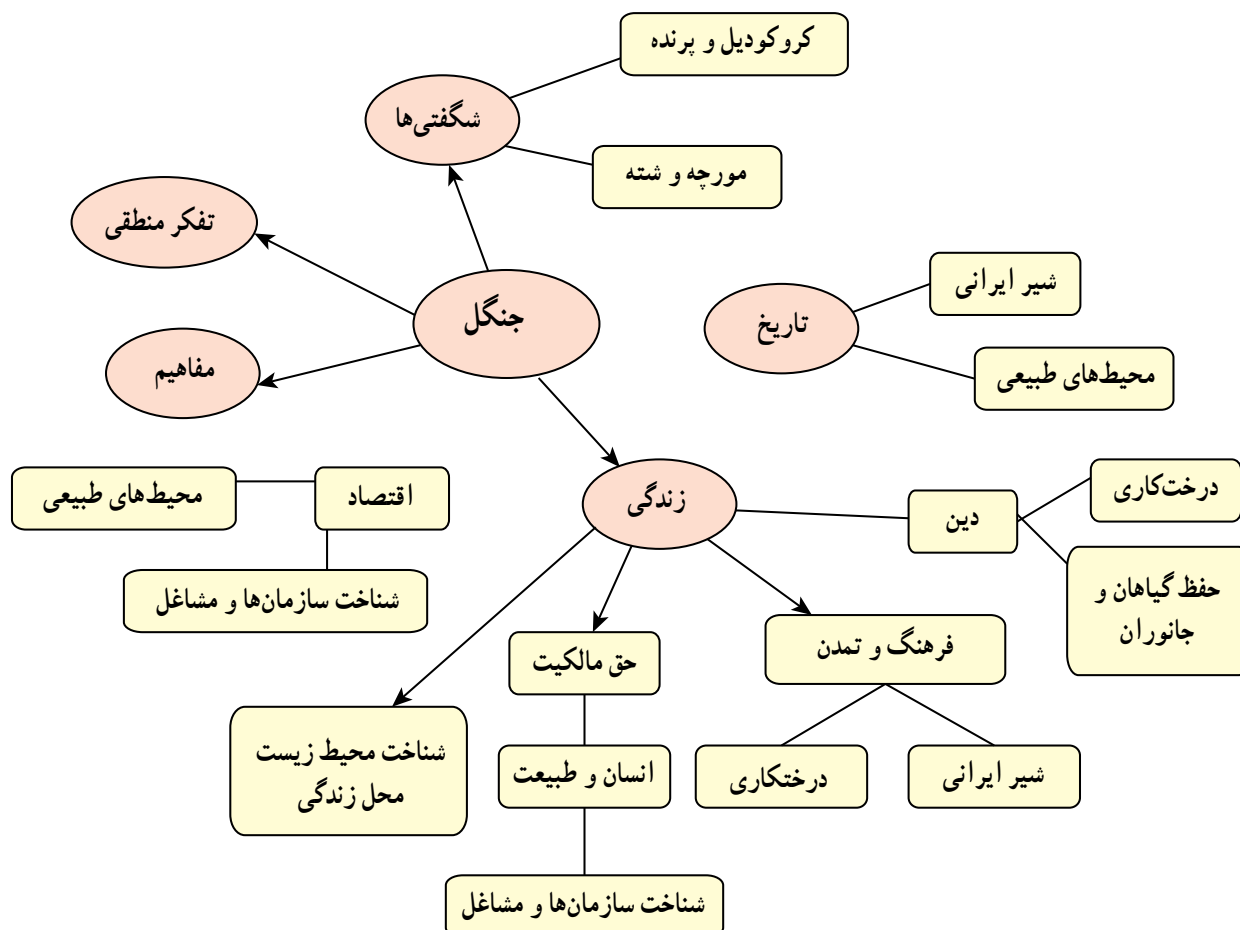 کروکودیل و پرنده
شگفتی‌ها
مورچه و شته
تفکر منطقی
جنگل
شیر ایرانی
تاریخ
مفاهیم
محیط‌های طبیعی
درخت‌کاری
زندگی
دین
اقتصاد
محیط‌های طبیعی
حفظ گیاهان و
جانوران
شناخت سازمان‌ها و مشاغل
فرهنگ و تمدن
حق مالکیت
شناخت محیط زیست
محل زندگی
شیر ایرانی
درختکاری
انسان و طبیعت
شناخت سازمان‌ها و مشاغل